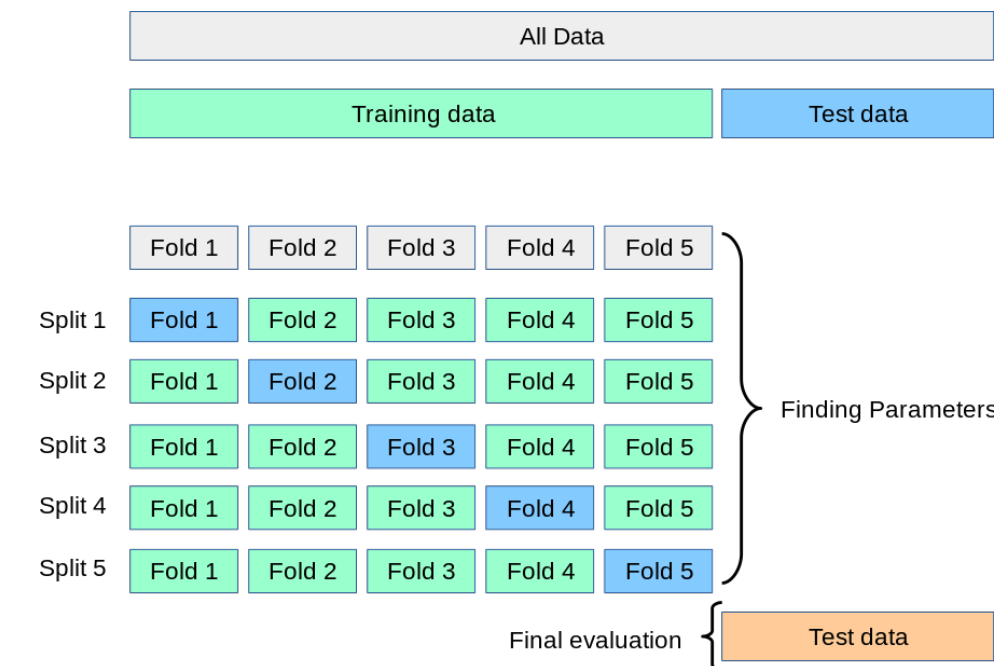 All Data
Training data Test data
Fold 1 Fold 2 Fold 3 Fold 4 Fold 5
Split 1 Fold 1 Fold 2 Fold 3 Fold 4 Fold 5
Split 2 Fold 1 Fold 2 Fold 3 Fold 4 Fold 5
Finding Parameters
Split 3 Fold 1 Fold 2 Fold 3 Fold 4 Fold 5
Split 4 Fold 1 Fold 2 Fold 3 Fold 4 Fold 5
Split 5 Fold 1 Fold 2 Fold 3 Fold 4 Fold 5
Final evaluation Test data